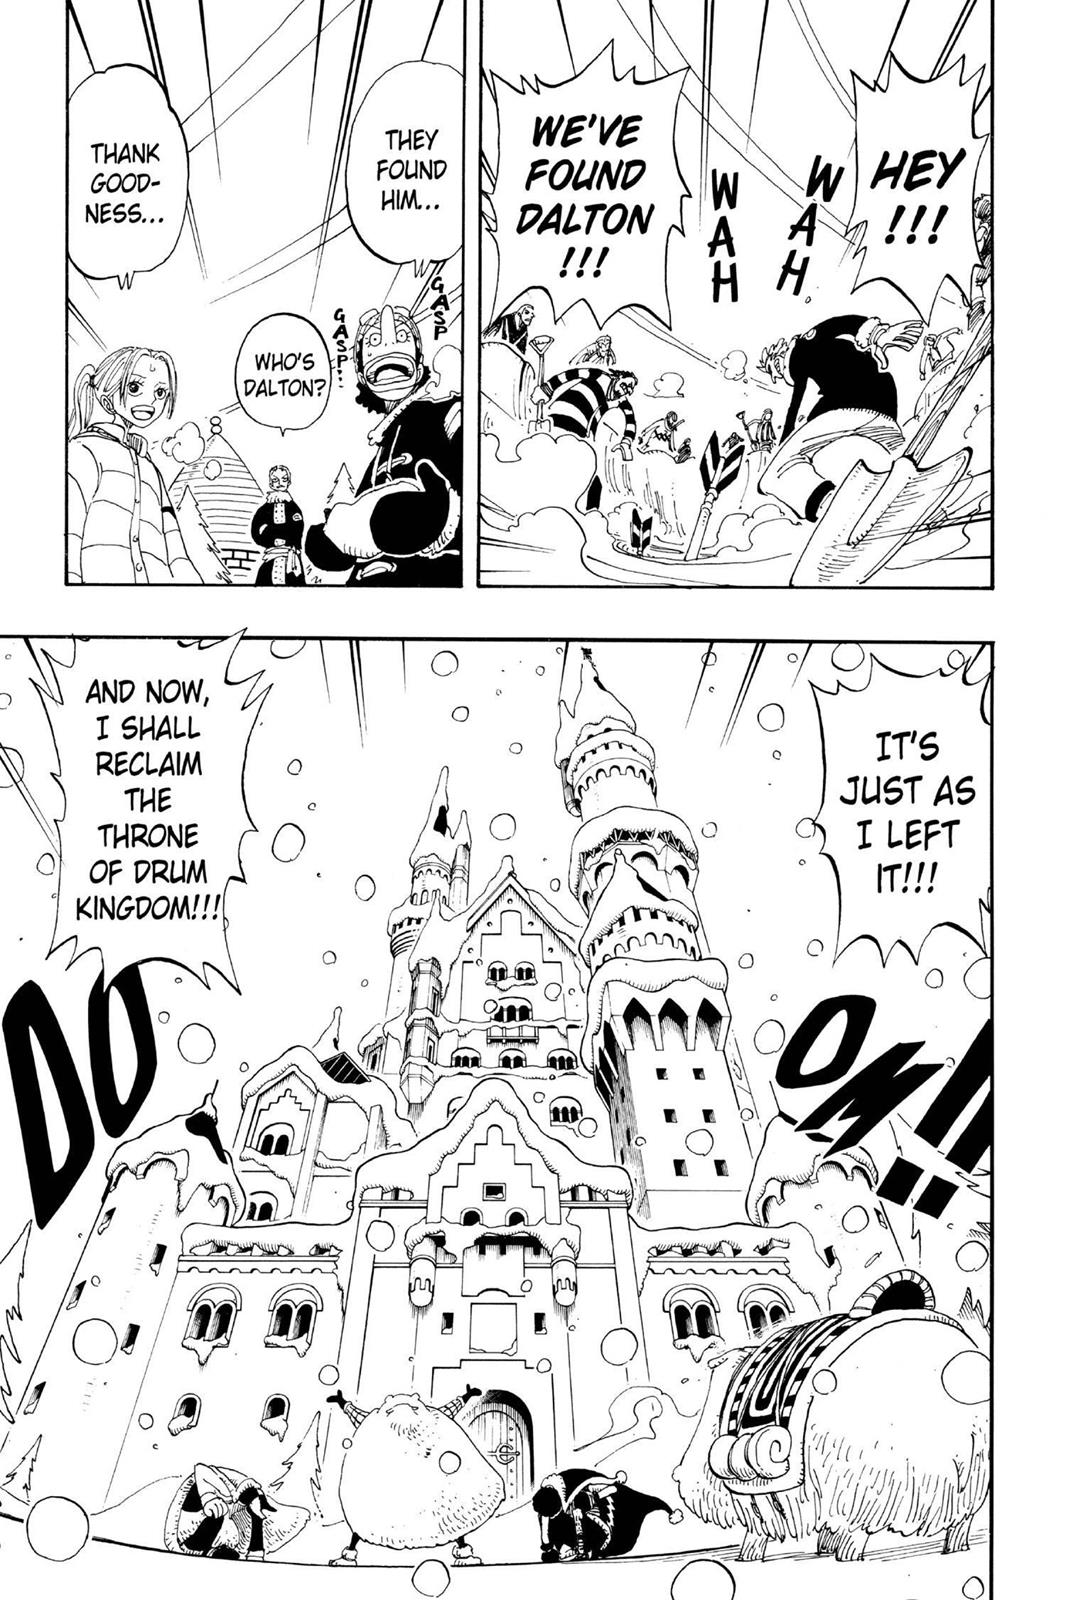 HEY
!!!
WAH
WAH
WE'VE
FOUND
DALTON
!!!
THEY
FOUND
HIM...
GASP
GASP...
WHO'S
DALTON?
THANK
GOOD-
NESS...
IT'S
JUST AS
I LEFT
IT!!!
AND NOW,
I SHALL
RECLAIM
THE
THRONE
OF DRUM
KINGDOM!!!
DO
OM!!